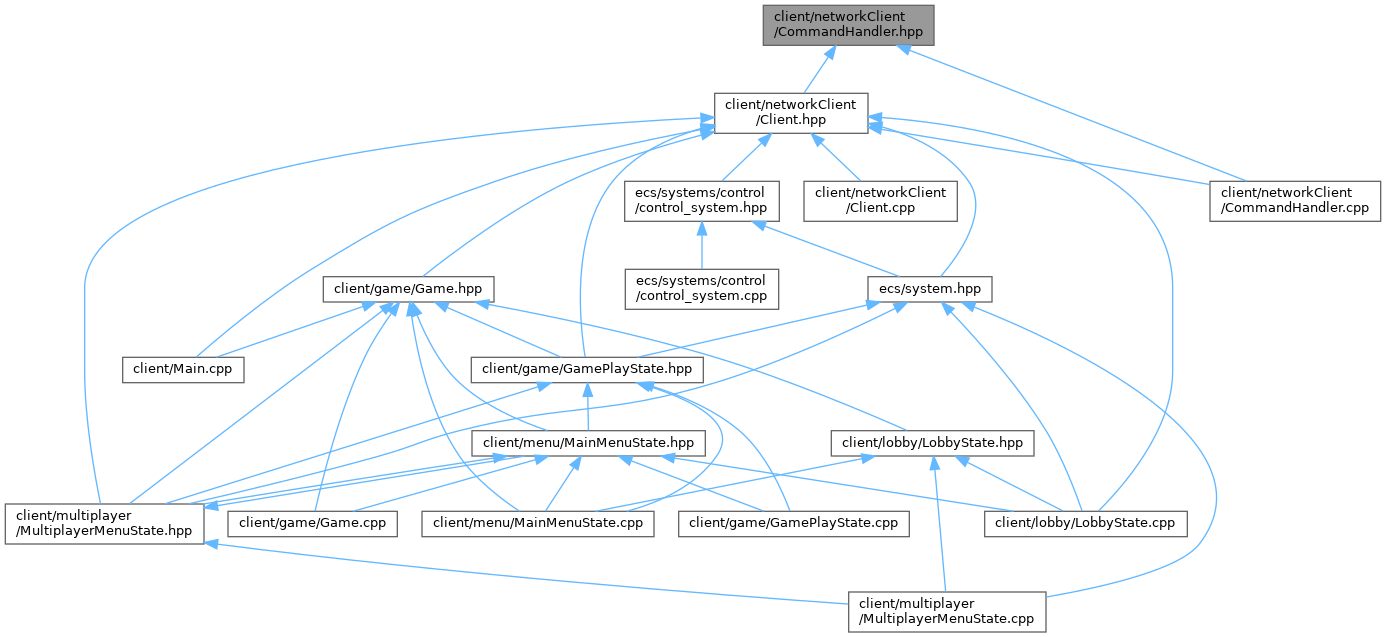 client/networkClient
/CommandHandler.hpp
client/networkClient
/Client.hpp
ecs/systems/control
/control_system.hpp
client/networkClient
/Client.cpp
client/networkClient
/CommandHandler.cpp
client/game/Game.hpp
ecs/systems/control
/control_system.cpp
ecs/system.hpp
client/Main.cpp
client/game/GamePlayState.hpp
client/menu/MainMenuState.hpp
client/lobby/LobbyState.hpp
client/multiplayer
/MultiplayerMenuState.hpp
client/game/Game.cpp
client/menu/MainMenuState.cpp
client/game/GamePlayState.cpp
client/lobby/LobbyState.cpp
client/multiplayer
/MultiplayerMenuState.cpp